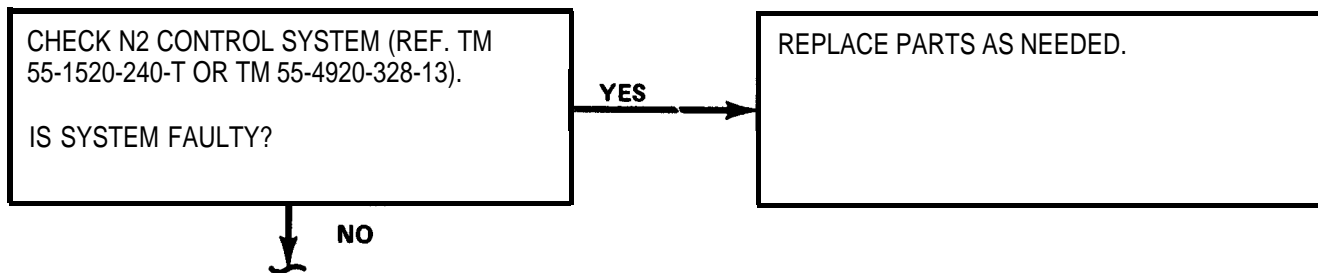 CHECK N2 CONTROL SYSTEM (REF. TM
55-1520-240-T OR TM 55-4920-328-13).
IS SYSTEM FAULTY?
YES
REPLACE PARTS AS NEEDED.
NO